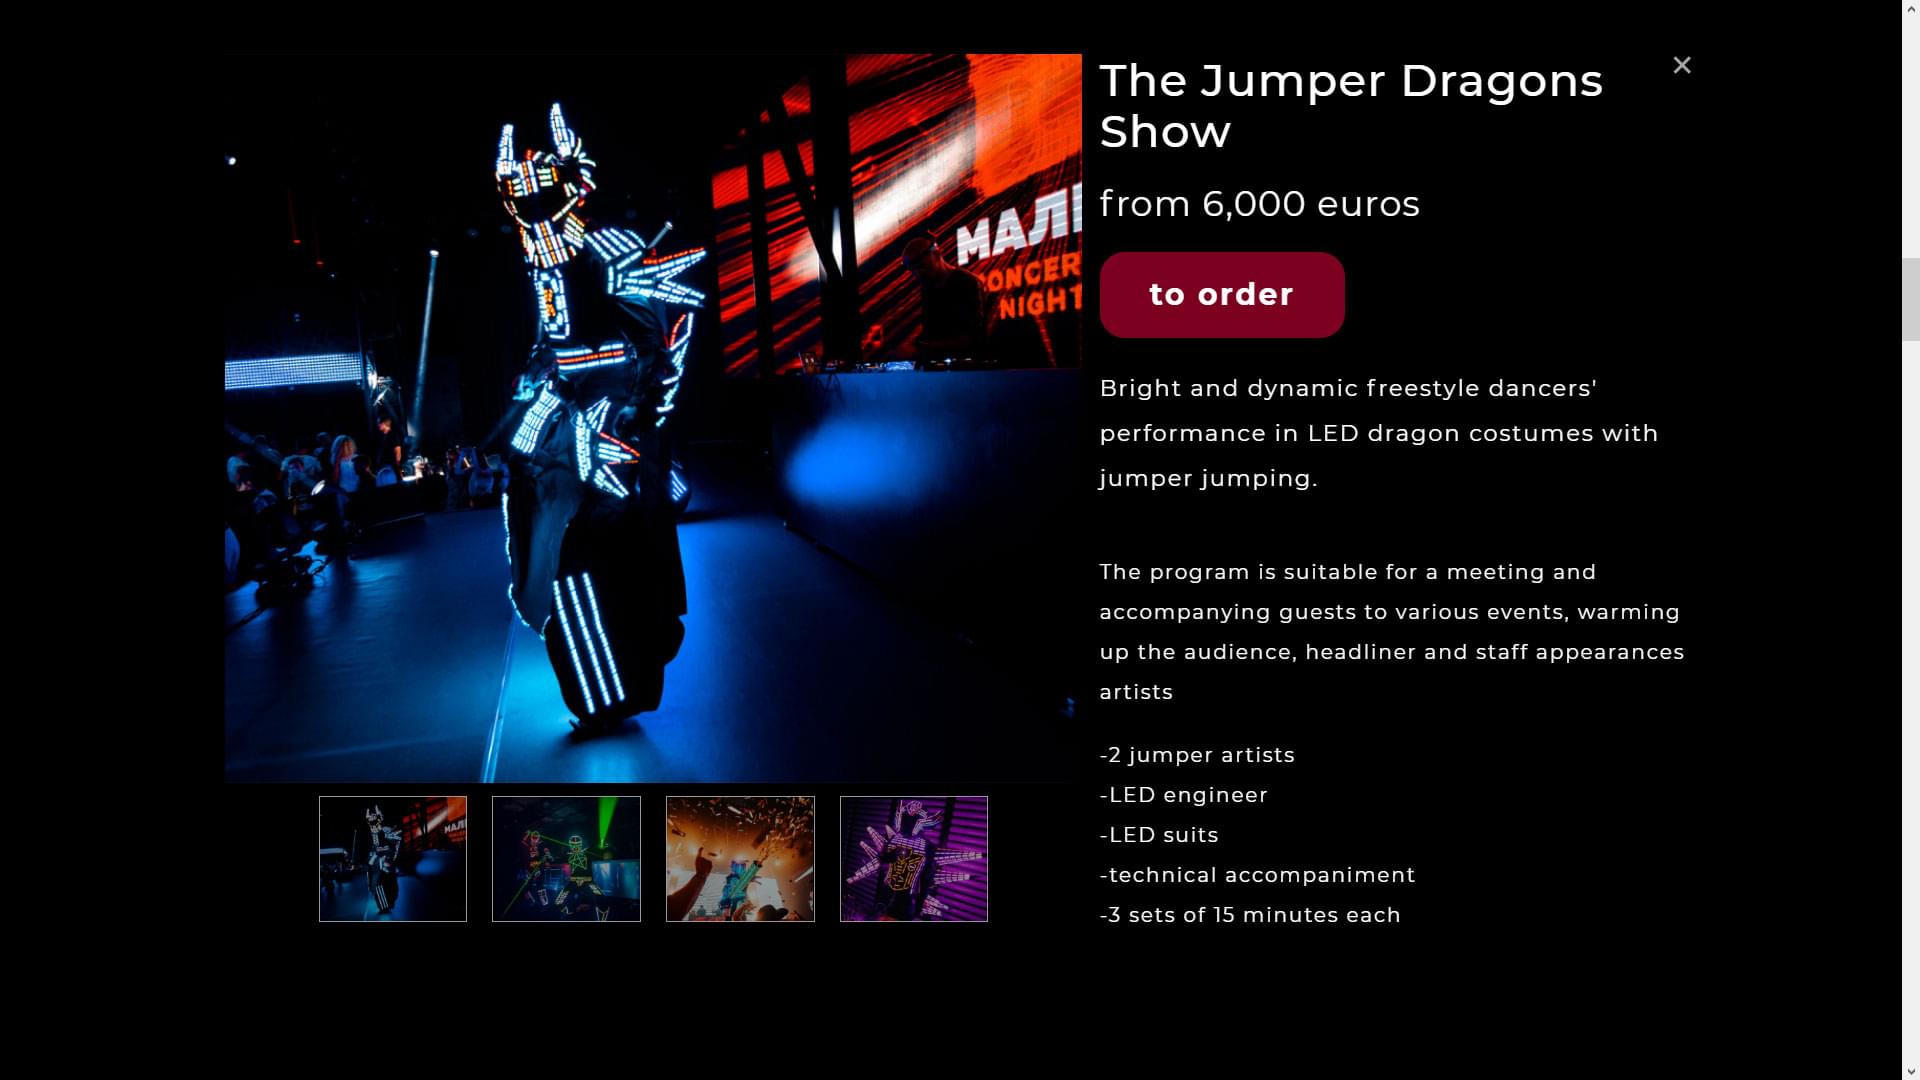 The Jumper Dragons
Show
from 6,000 euros
to order
Bright and dynamic freestyle dancers'
performance in LED dragon costumes with
jumper jumping.
The program is suitable for a meeting and
accompanying guests to various events, warming
up the audience, headliner and staff appearances
artists
-2 jumper artists
-LED engineer
-LED suits
-technical accompaniment
-3 sets of 15 minutes each
МАЛ
CONCER
NIGHT